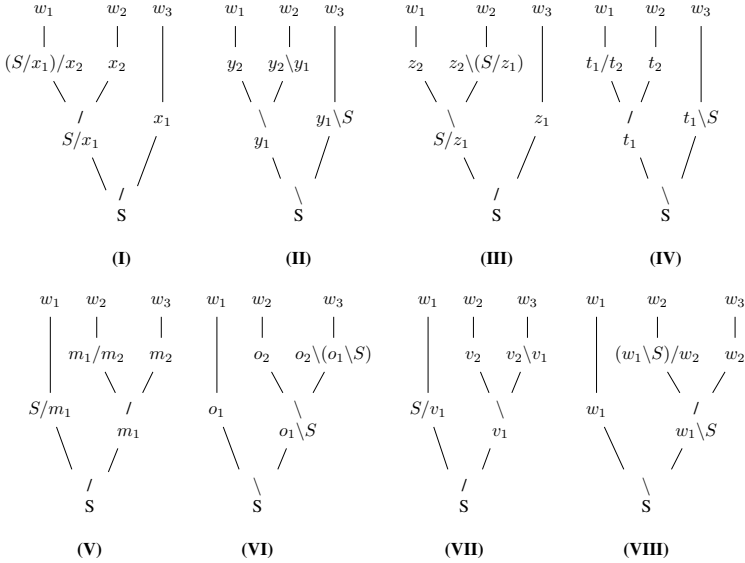 w₁ w₂ w₃ w₁ w₂ w₃ w₁ w₂ w₃ w₁ w₂ w₃
(S/x₁)/x₂ x₂ y₂ y₂\y₁ z₂ z₂\(S/z₁) t₁/t₂ t₂
/ x₁ \ y₁\S \ z₁ / t₁\S
S/x₁ y₁ S/z₁ t₁
/ \ / \
S S S S
(I) (II) (III) (IV)
w₁ w₂ w₃ w₁ w₂ w₃ w₁ w₂ w₃ w₁ w₂ w₃
m₁/m₂ m₂ o₂ o₂\(o₁\S) v₂ v₂\v₁ (w₁\S)/w₂ w₂
S/m₁ / o₁ \ S/v₁ \ w₁ /
m₁ o₁\S v₁ w₁\S
/ \ / \
S S S S
(V) (VI) (VII) (VIII)